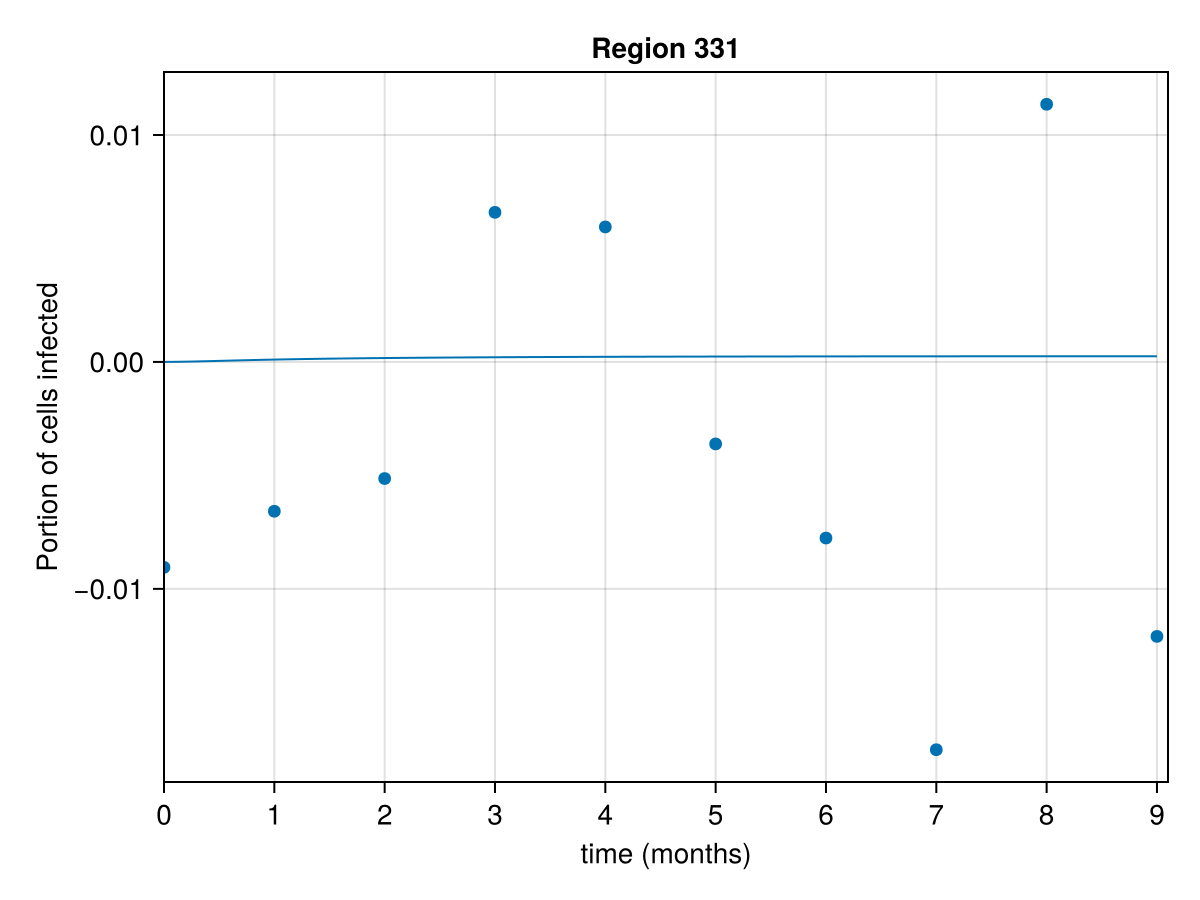 Region 331
Portion of cells infected
0.01
0.00
−0.01
0 1 2 3 4 5 6 7 8 9
time (months)